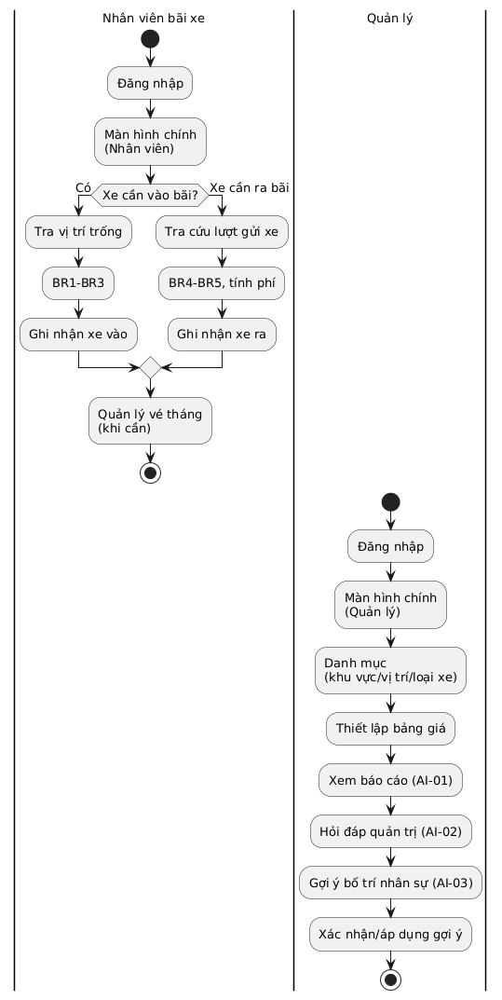 Nhân viên bãi xe
Quản lý
Đăng nhập
Màn hình chính
(Nhân viên)
Có
Xe cần vào bãi?
Xe cần ra bãi
Tra vị trí trống
Tra cứu lượt gửi xe
BR1-BR3
BR4-BR5, tính phí
Ghi nhận xe vào
Ghi nhận xe ra
Quản lý vé tháng
(khi cần)
Đăng nhập
Màn hình chính
(Quản lý)
Danh mục
(khu vực/vị trí/loại xe)
Thiết lập bảng giá
Xem báo cáo (AI-01)
Hỏi đáp quản trị (AI-02)
Gợi ý bố trí nhân sự (AI-03)
Xác nhận/áp dụng gợi ý